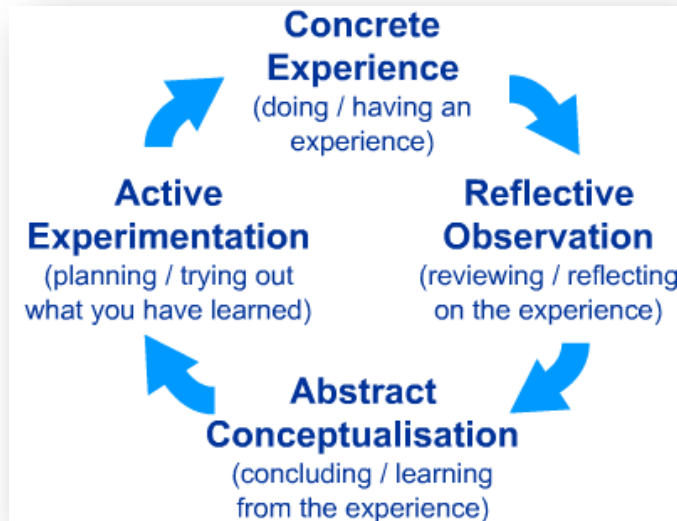 Concrete
Experience
(doing / having an
experience)
Reflective
Observation
(reviewing / reflecting
on the experience)
Abstract
Conceptualisation
(concluding / learning
from the experience)
Active
Experimentation
(planning / trying out
what you have learned)